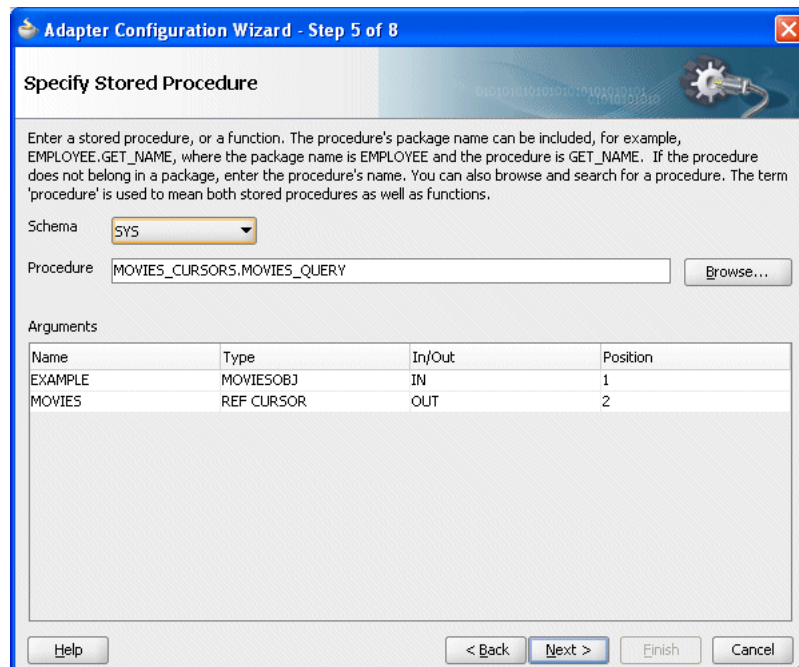 Adapter Configuration Wizard - Step 5 of 8
Specify Stored Procedure
Enter a stored procedure, or a function. The procedure's package name can be included, for example,
EMPLOYEE.GET_NAME, where the package name is EMPLOYEE and the procedure is GET_NAME. If the procedure
does not belong in a package, enter the procedure's name. You can also browse and search for a procedure. The term
'procedure' is used to mean both stored procedures as well as functions.
Schema SYS
Procedure MOVIES_CURSORS.MOVIES_QUERY Browse...
Arguments
Name Type In/Out Position
EXAMPLE MOVIESOBJ IN 1
MOVIES REF CURSOR OUT 2
Help < Back Next > Finish Cancel